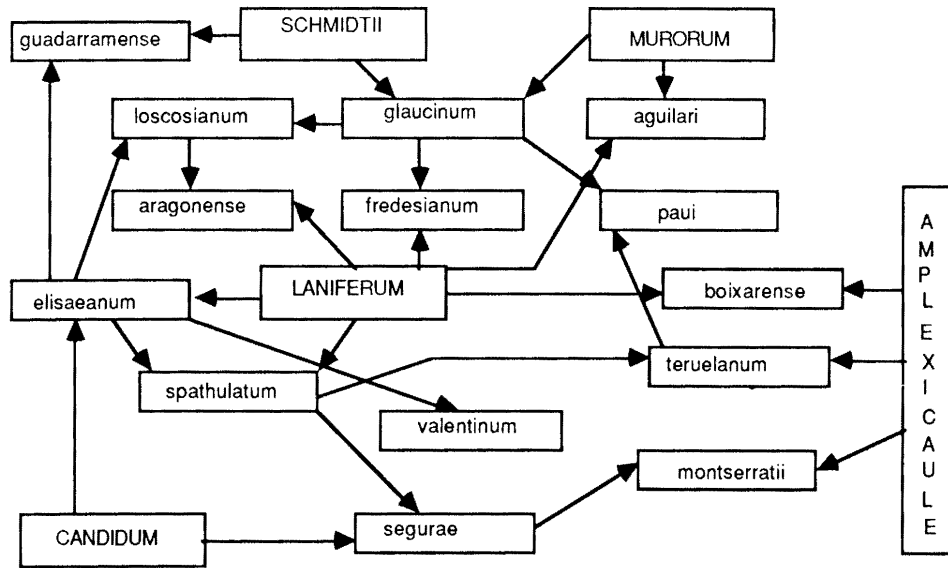 SCHMIDTII
MURORUM
guadarramense
loscosianum
glaucinum
aguilari
aragonense
fredesianum
paui
AMPLEXICAULE
elisaeanum
LANIFERUM
boixarense
teruelanum
spathulatum
valentinum
montserratii
CANDIDUM
segurae